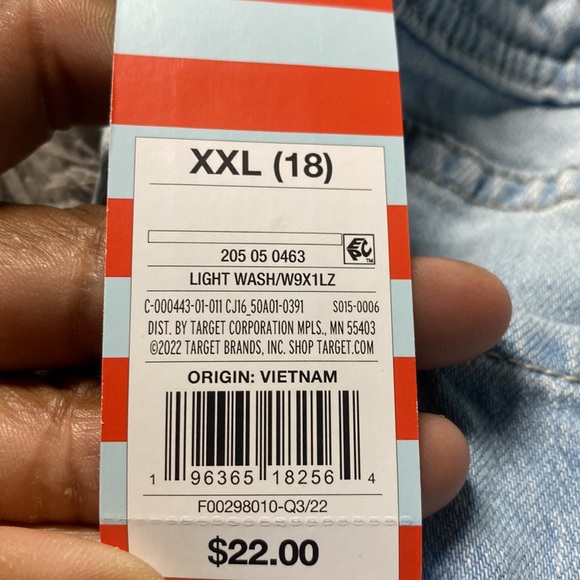 XXL (18)
EPC
TM
205 05 0463
LIGHT WASH/W9X1LZ
C-000443-01-011 CJ16_50A01-0391 S015-0006
DIST. BY TARGET CORPORATION MPLS., MN 55403
©2022 TARGET BRANDS, INC. SHOP TARGET.COM
ORIGIN: VIETNAM
1 96365 18256 4
F00298010-Q3/22
$22.00